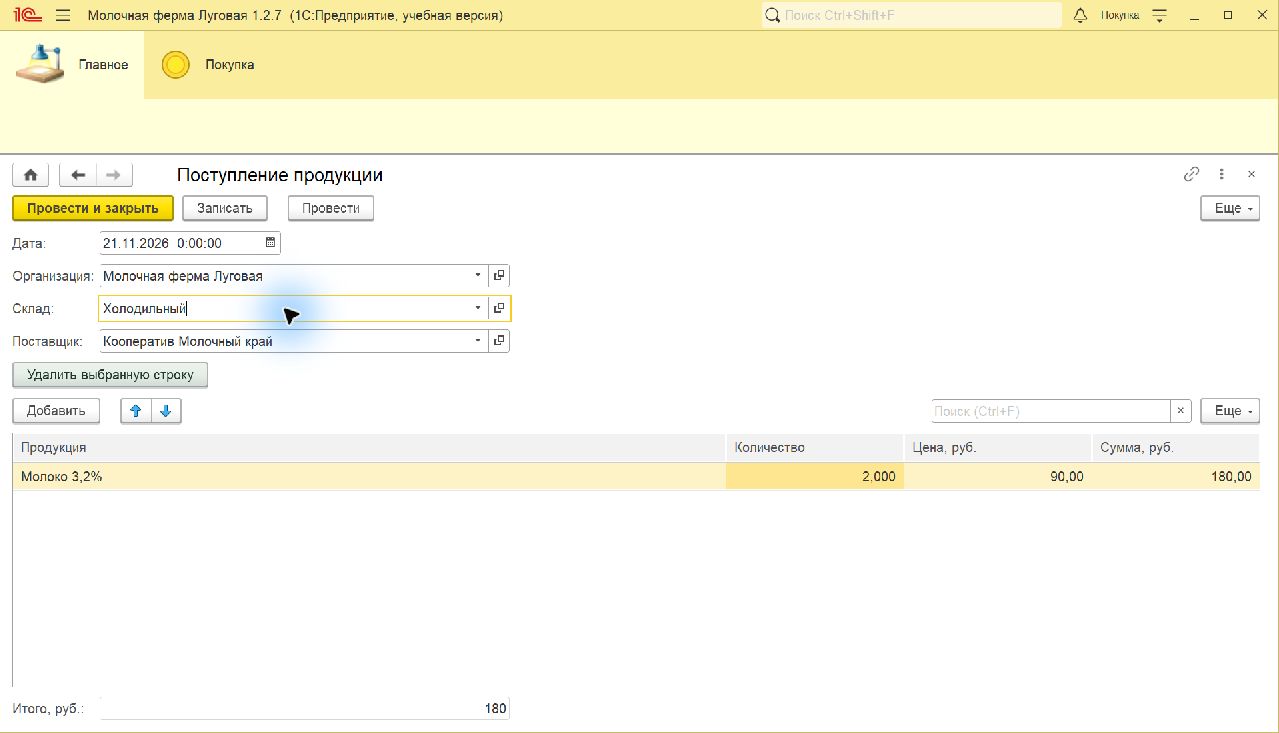 1С Молочная ферма Луговая 1.2.7 (1С:Предприятие, учебная версия) Поиск Ctrl+Shift+F Покупка
Главное Покупка
Поступление продукции
Провести и закрыть Записать Провести Еще
Дата: 21.11.2026 0:00:00
Организация: Молочная ферма Луговая
Склад: Холодильный
Поставщик: Кооператив Молочный край
Удалить выбранную строку
Добавить Поиск (Ctrl+F) Еще
Продукция Количество Цена, руб. Сумма, руб.
Молоко 3,2% 2,000 90,00 180,00
Итого, руб.: 180